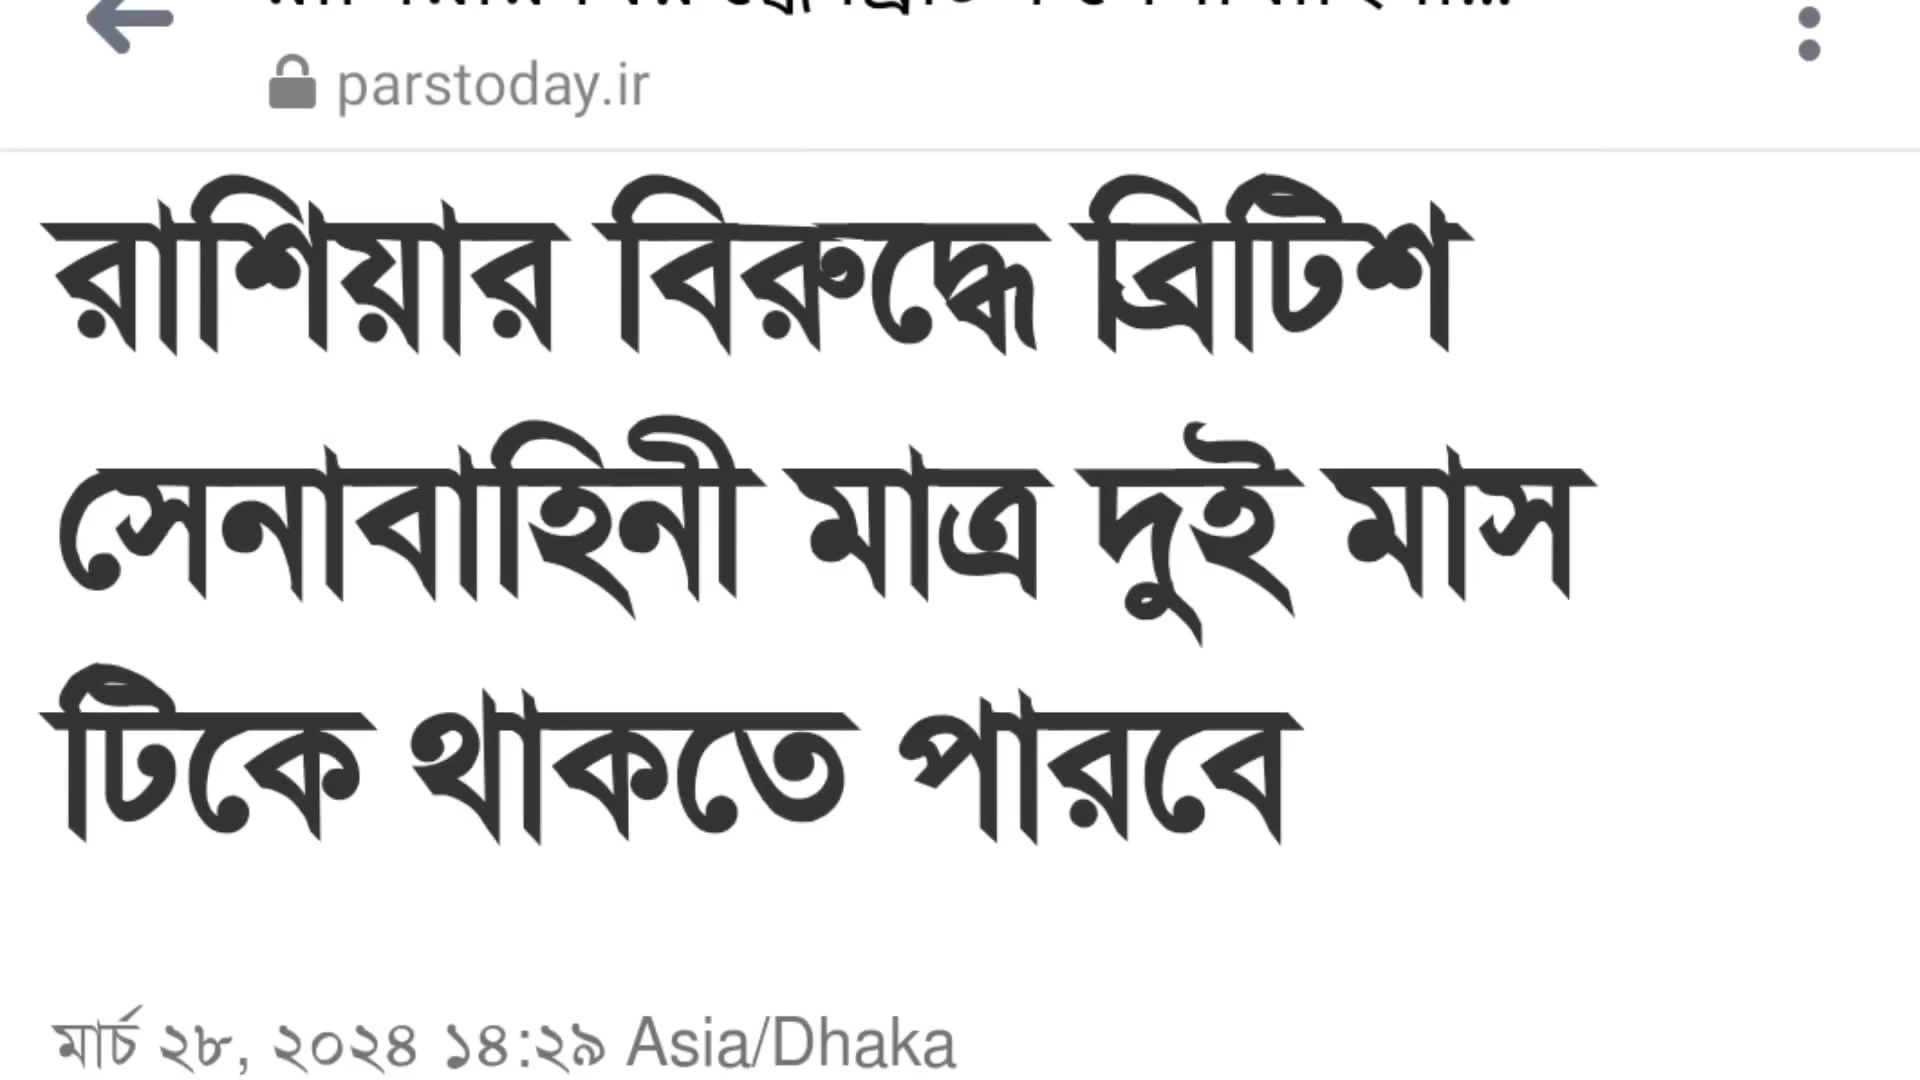 parstoday.ir
রাশিয়ার বিরুদ্ধে ব্রিটিশ
সেনাবাহিনী মাত্র দুই মাস
টিকে থাকতে পারবে
মার্চ ২৮, ২০২৪ ১৪:২৯ Asia/Dhaka